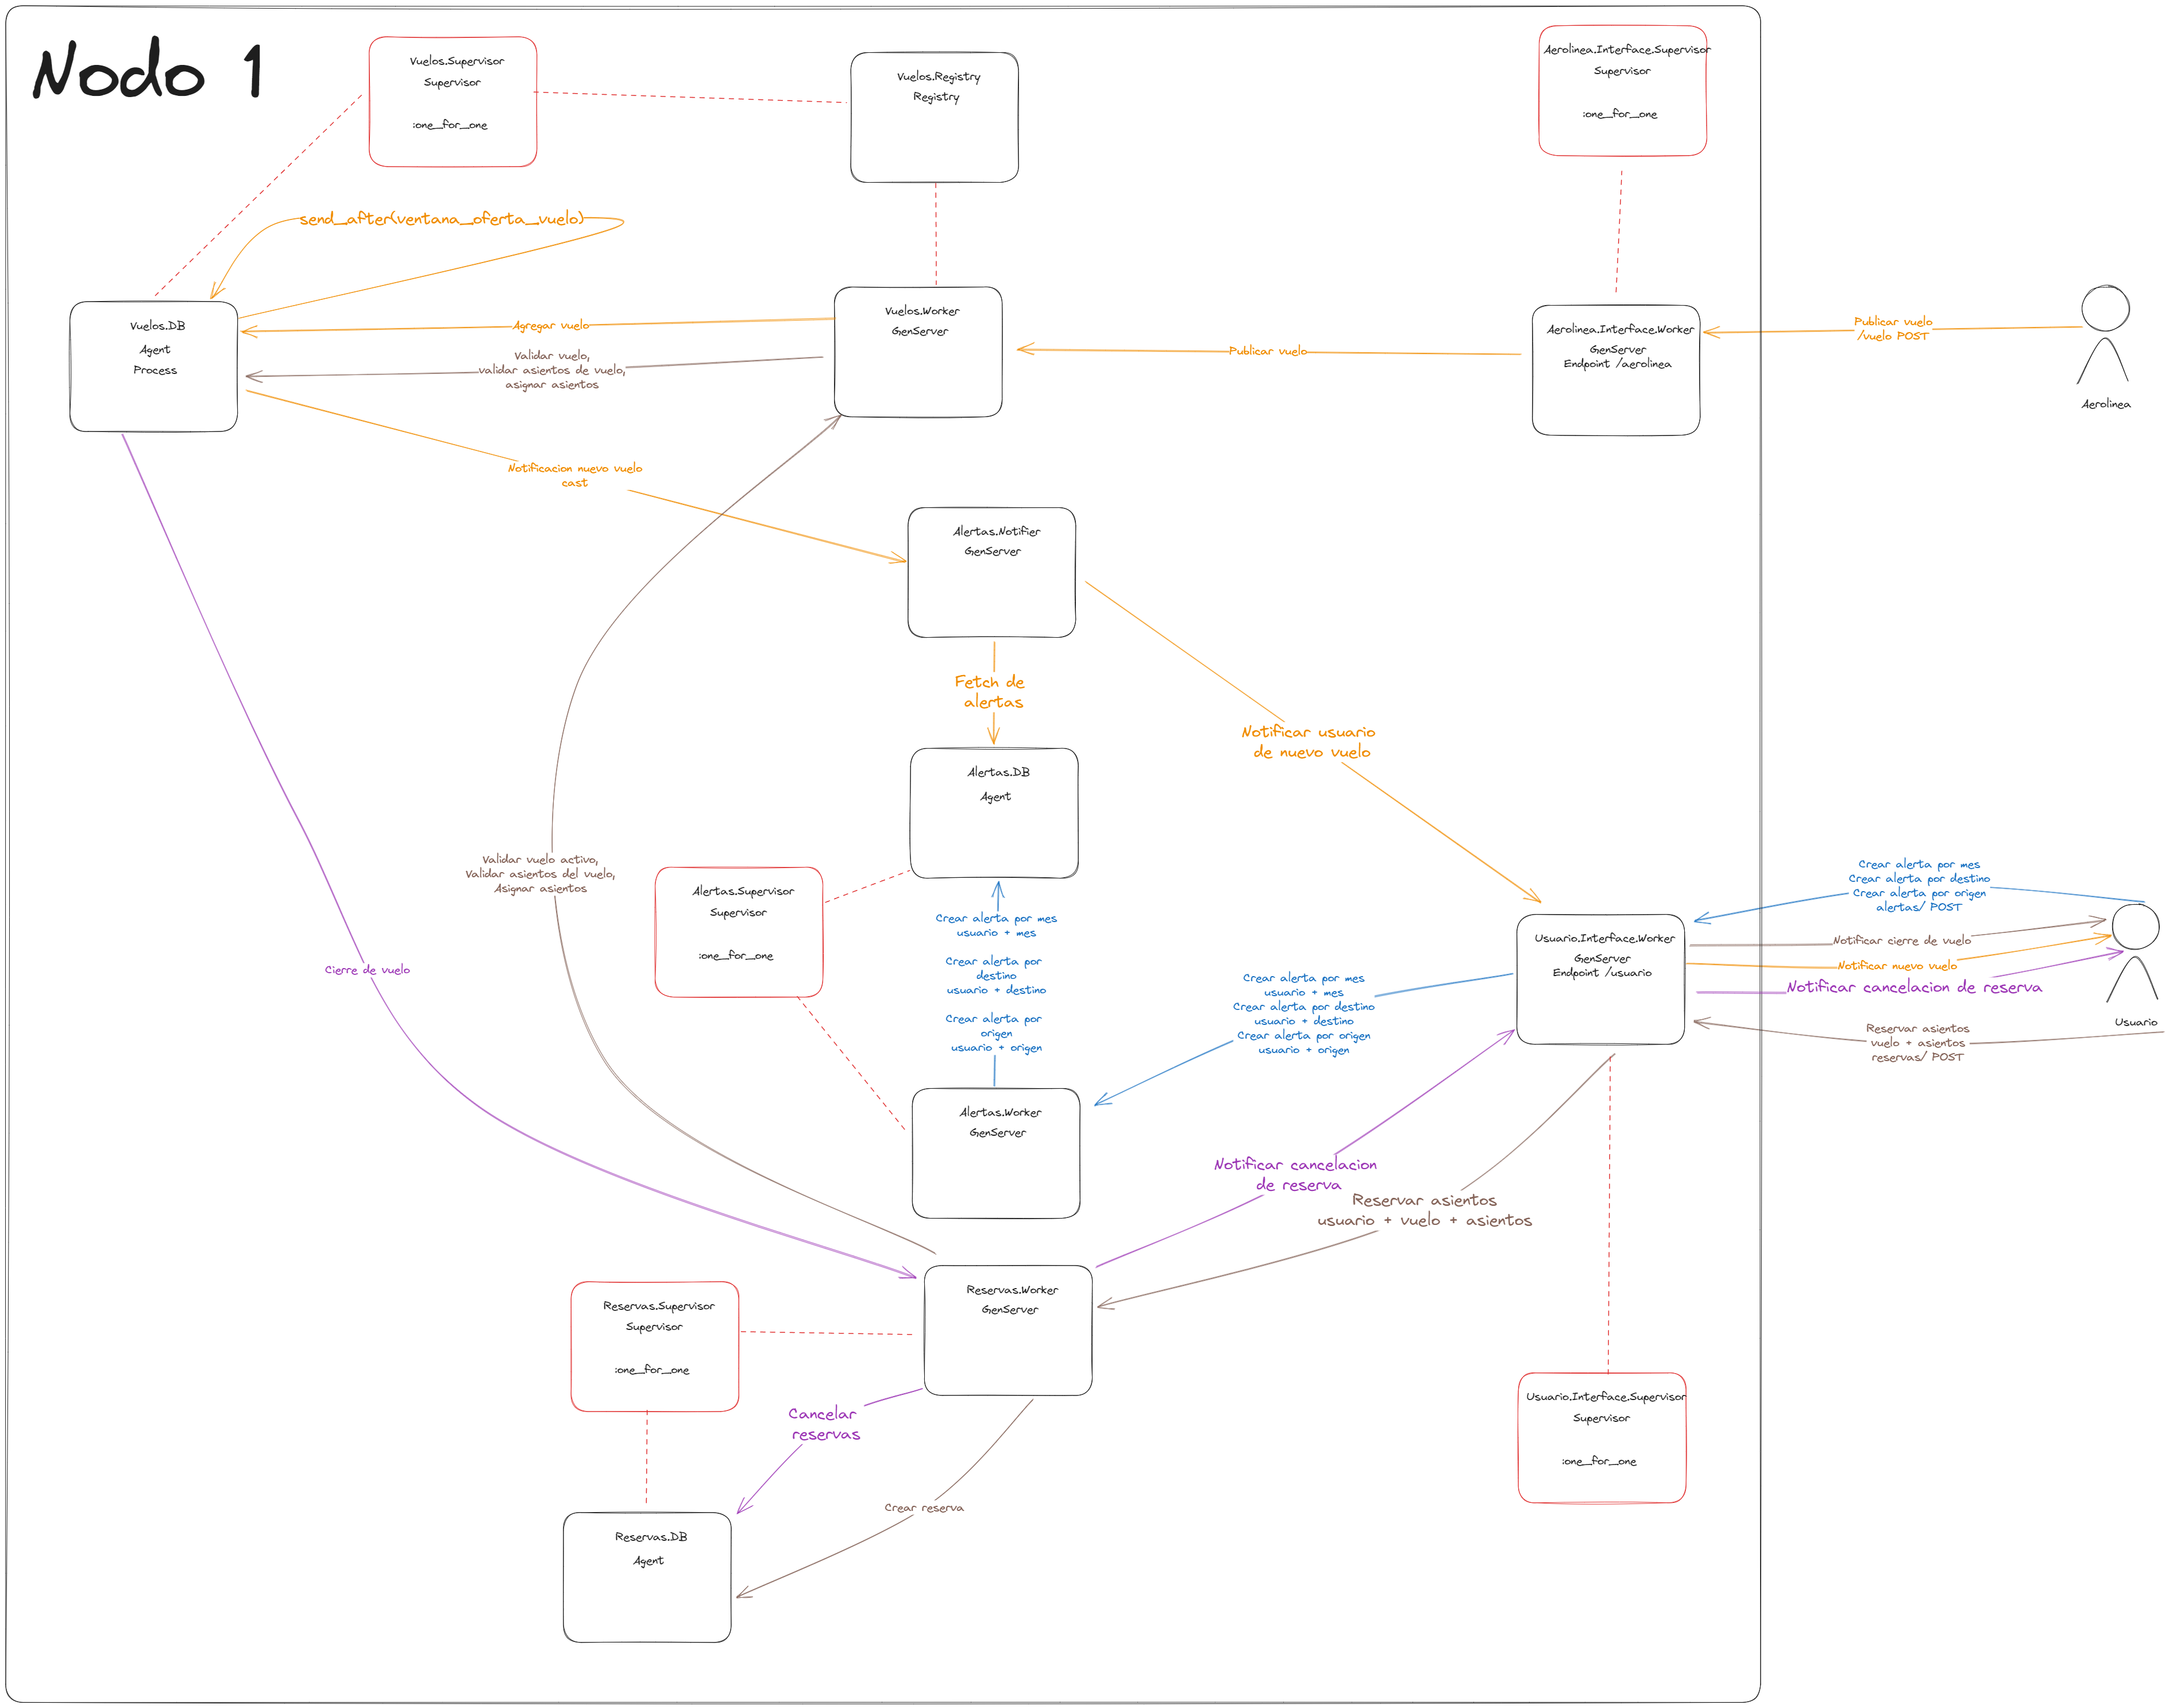 Nodo 1
Vuelos.Supervisor
Supervisor
:one_for_one
Vuelos.Registry
Registry
Aerolinea.Interface.Supervisor
Supervisor
:one_for_one
send_after(ventana_oferta_vuelo)
Vuelos.DB
Agent
Process
Agregar vuelo
Validar vuelo,
validar asientos de vuelo,
asignar asientos
Vuelos.Worker
GenServer
Publicar vuelo
Aerolinea.Interface.Worker
GenServer
Endpoint /aerolinea
Publicar vuelo
/vuelo POST
Aerolinea
Notificacion nuevo vuelo
cast
Alertas.Notifier
GenServer
Fetch de
alertas
Notificar usuario
de nuevo vuelo
Alertas.DB
Agent
Validar vuelo activo,
Validar asientos del vuelo,
Asignar asientos
Alertas.Supervisor
Supervisor
:one_for_one
Crear alerta por mes
usuario + mes
Crear alerta por
destino
usuario + destino
Crear alerta por
origen
usuario + origen
Cierre de vuelo
Crear alerta por mes
usuario + mes
Crear alerta por destino
usuario + destino
Crear alerta por origen
usuario + origen
Usuario.Interface.Worker
GenServer
Endpoint /usuario
Crear alerta por mes
Crear alerta por destino
Crear alerta por origen
alertas/ POST
Notificar cierre de vuelo
Notificar nuevo vuelo
Notificar cancelacion de reserva
Usuario
Reservar asientos
vuelo + asientos
reservas/ POST
Alertas.Worker
GenServer
Notificar cancelacion
de reserva
Reservar asientos
usuario + vuelo + asientos
Reservas.Supervisor
Supervisor
:one_for_one
Reservas.Worker
GenServer
Usuario.Interface.Supervisor
Supervisor
:one_for_one
Cancelar
reservas
Crear reserva
Reservas.DB
Agent